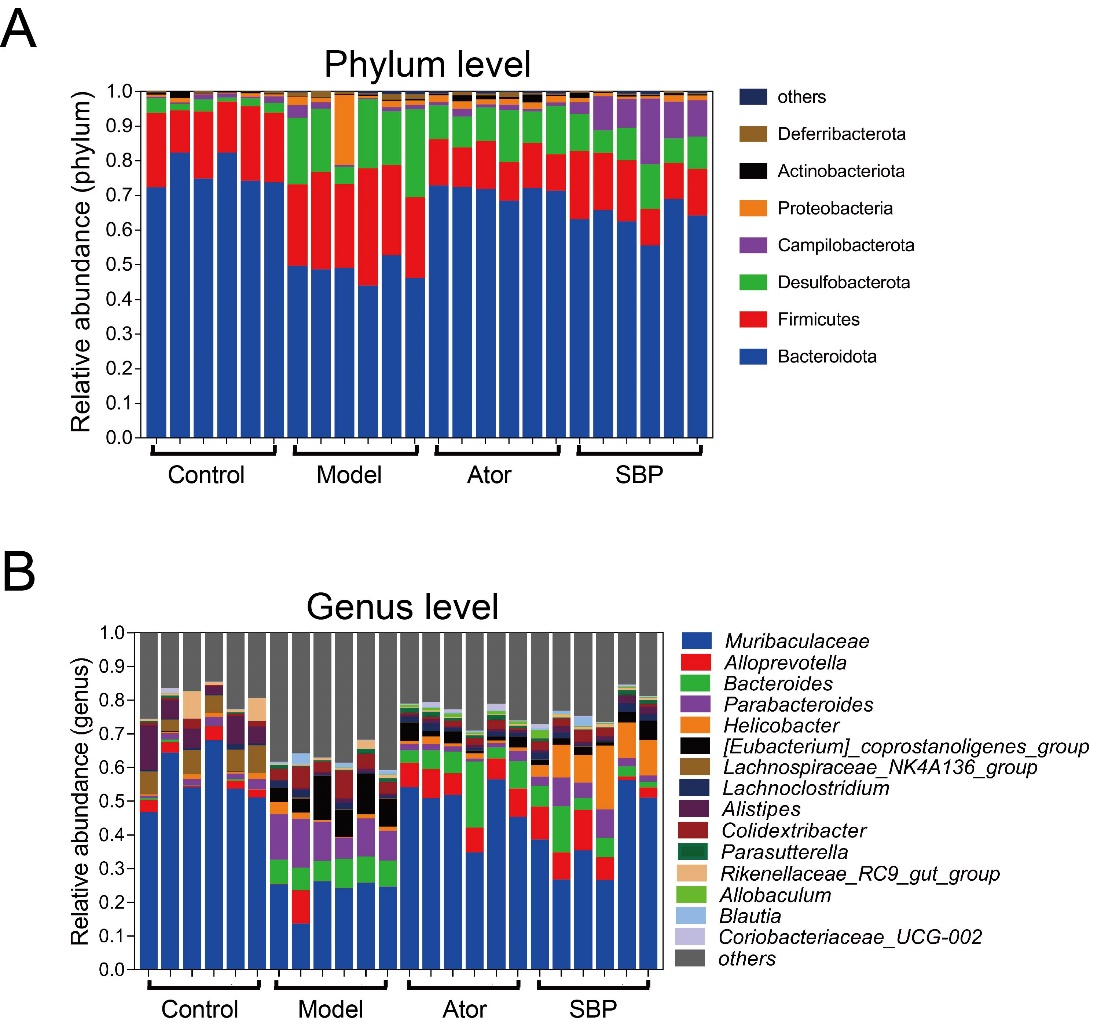 A
Phylum level
Relative abundance (phylum)
1.0
0.9
0.8
0.7
0.6
0.5
0.4
0.3
0.2
0.1
0.0
Control
Model
Ator
SBP
others
Deferribacterota
Actinobacteriota
Proteobacteria
Campilobacterota
Desulfobacterota
Firmicutes
Bacteroidota
B
Genus level
Relative abundance (genus)
1.0
0.9
0.8
0.7
0.6
0.5
0.4
0.3
0.2
0.1
0.0
Control
Model
Ator
SBP
Muribaculaceae
Alloprevotella
Bacteroides
Parabacteroides
Helicobacter
[Eubacterium]_coprostanoligenes_group
Lachnospiraceae_NK4A136_group
Lachnoclostridium
Alistipes
Colidextribacter
Parasutterella
Rikenellaceae_RC9_gut_group
Allobaculum
Blautia
Coriobacteriaceae_UCG-002
others